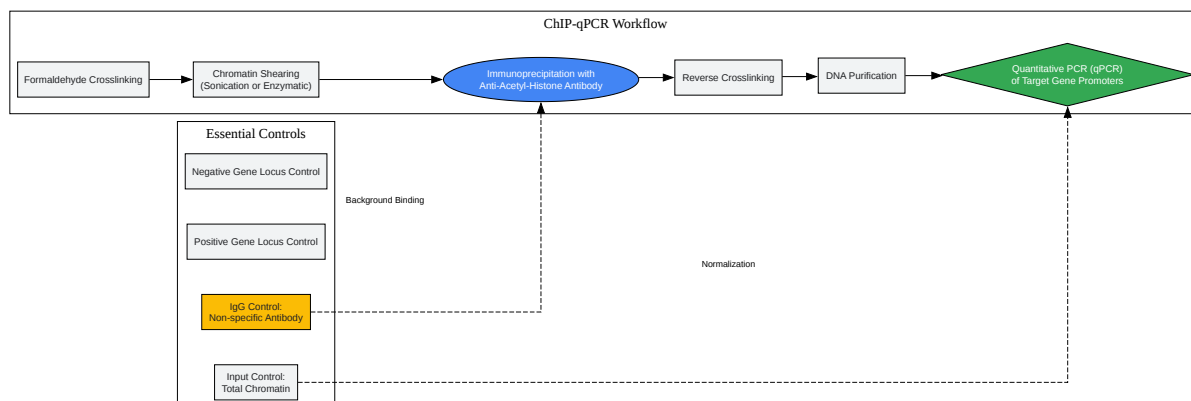 ChIP-qPCR Workflow
Formaldehyde Crosslinking
Chromatin Shearing
(Sonication or Enzymatic)
Immunoprecipitation with
Anti-Acetyl-Histone Antibody
Reverse Crosslinking
DNA Purification
Quantitative PCR (qPCR)
of Target Gene Promoters
Essential Controls
Negative Gene Locus Control
Background Binding
Positive Gene Locus Control
Normalization
IgG Control:
Non-specific Antibody
Input Control:
Total Chromatin